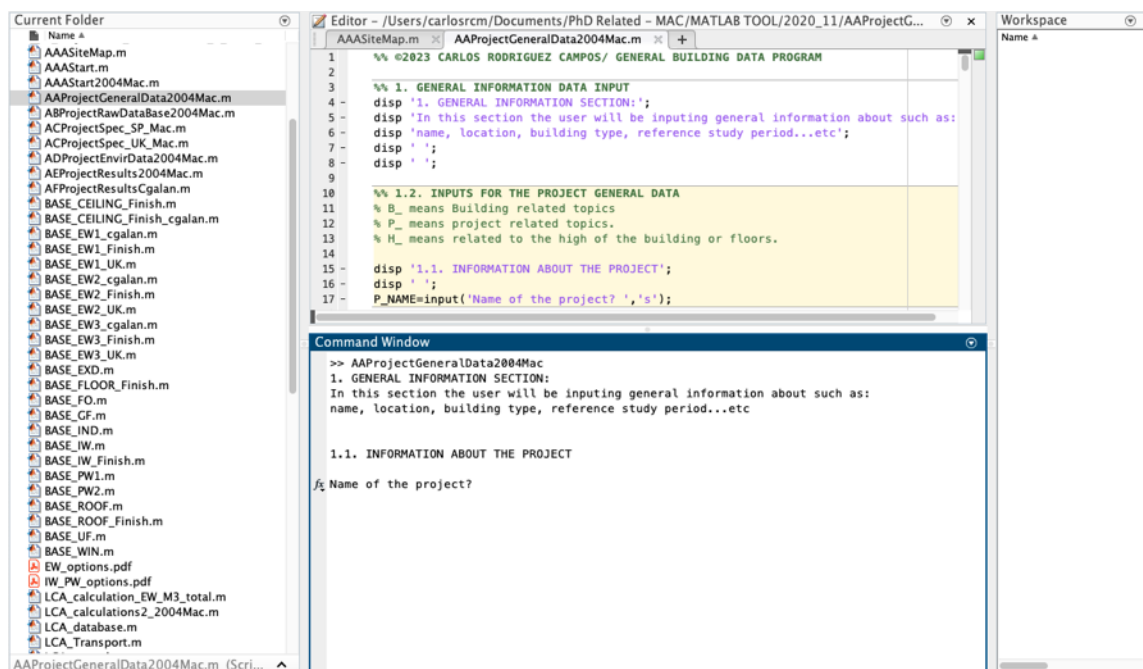 Current Folder
Name
AAASiteMap.m
AAAStart.m
AAAStart2004Mac.m
AAProjectGeneralData2004Mac.m
ABProjectRawDataBase2004Mac.m
ACProjectSpec_SP_Mac.m
ACProjectSpec_UK_Mac.m
ADProjectEnvirData2004Mac.m
AEProjectResults2004Mac.m
AFProjectResultsCgalan.m
BASE_CEILING_Finish.m
BASE_CEILING_Finish_cgalan.m
BASE_EW1_cgalan.m
BASE_EW1_Finish.m
BASE_EW1_UK.m
BASE_EW2_cgalan.m
BASE_EW2_Finish.m
BASE_EW2_UK.m
BASE_EW3_cgalan.m
BASE_EW3_Finish.m
BASE_EW3_UK.m
BASE_EXD.m
BASE_FLOOR_Finish.m
BASE_FO.m
BASE_GF.m
BASE_IND.m
BASE_IW.m
BASE_IW_Finish.m
BASE_PW1.m
BASE_PW2.m
BASE_ROOF.m
BASE_ROOF_Finish.m
BASE_UF.m
BASE_WIN.m
EW_options.pdf
IW_PW_options.pdf
LCA_calculation_EW_M3_total.m
LCA_calculations2_2004Mac.m
LCA_database.m
LCA_Transport.m
AAProjectGeneralData2004Mac.m (Scri...
Editor - /Users/carlosrcm/Documents/PhD Related - MAC/MATLAB TOOL/2020_11/AAProjectG...
AAASiteMap.m × AAProjectGeneralData2004Mac.m × +
1 %% ©2023 CARLOS RODRIGUEZ CAMPOS/ GENERAL BUILDING DATA PROGRAM
2
3 %% 1. GENERAL INFORMATION DATA INPUT
4 - disp '1. GENERAL INFORMATION SECTION:';
5 - disp 'In this section the user will be inputing general information about such as:
6 - disp 'name, location, building type, reference study period...etc';
7 - disp ' ';
8 - disp ' ';
9
10 %% 1.2. INPUTS FOR THE PROJECT GENERAL DATA
11 % B_ means Building related topics
12 % P_ means project related topics.
13 % H_ means related to the high of the building or floors.
14
15 - disp '1.1. INFORMATION ABOUT THE PROJECT';
16 - disp ' ';
17 - P_NAME=input('Name of the project? ','s');
Command Window
>> AAProjectGeneralData2004Mac
1. GENERAL INFORMATION SECTION:
In this section the user will be inputing general information about such as:
name, location, building type, reference study period...etc
1.1. INFORMATION ABOUT THE PROJECT
fx Name of the project?
Workspace
Name